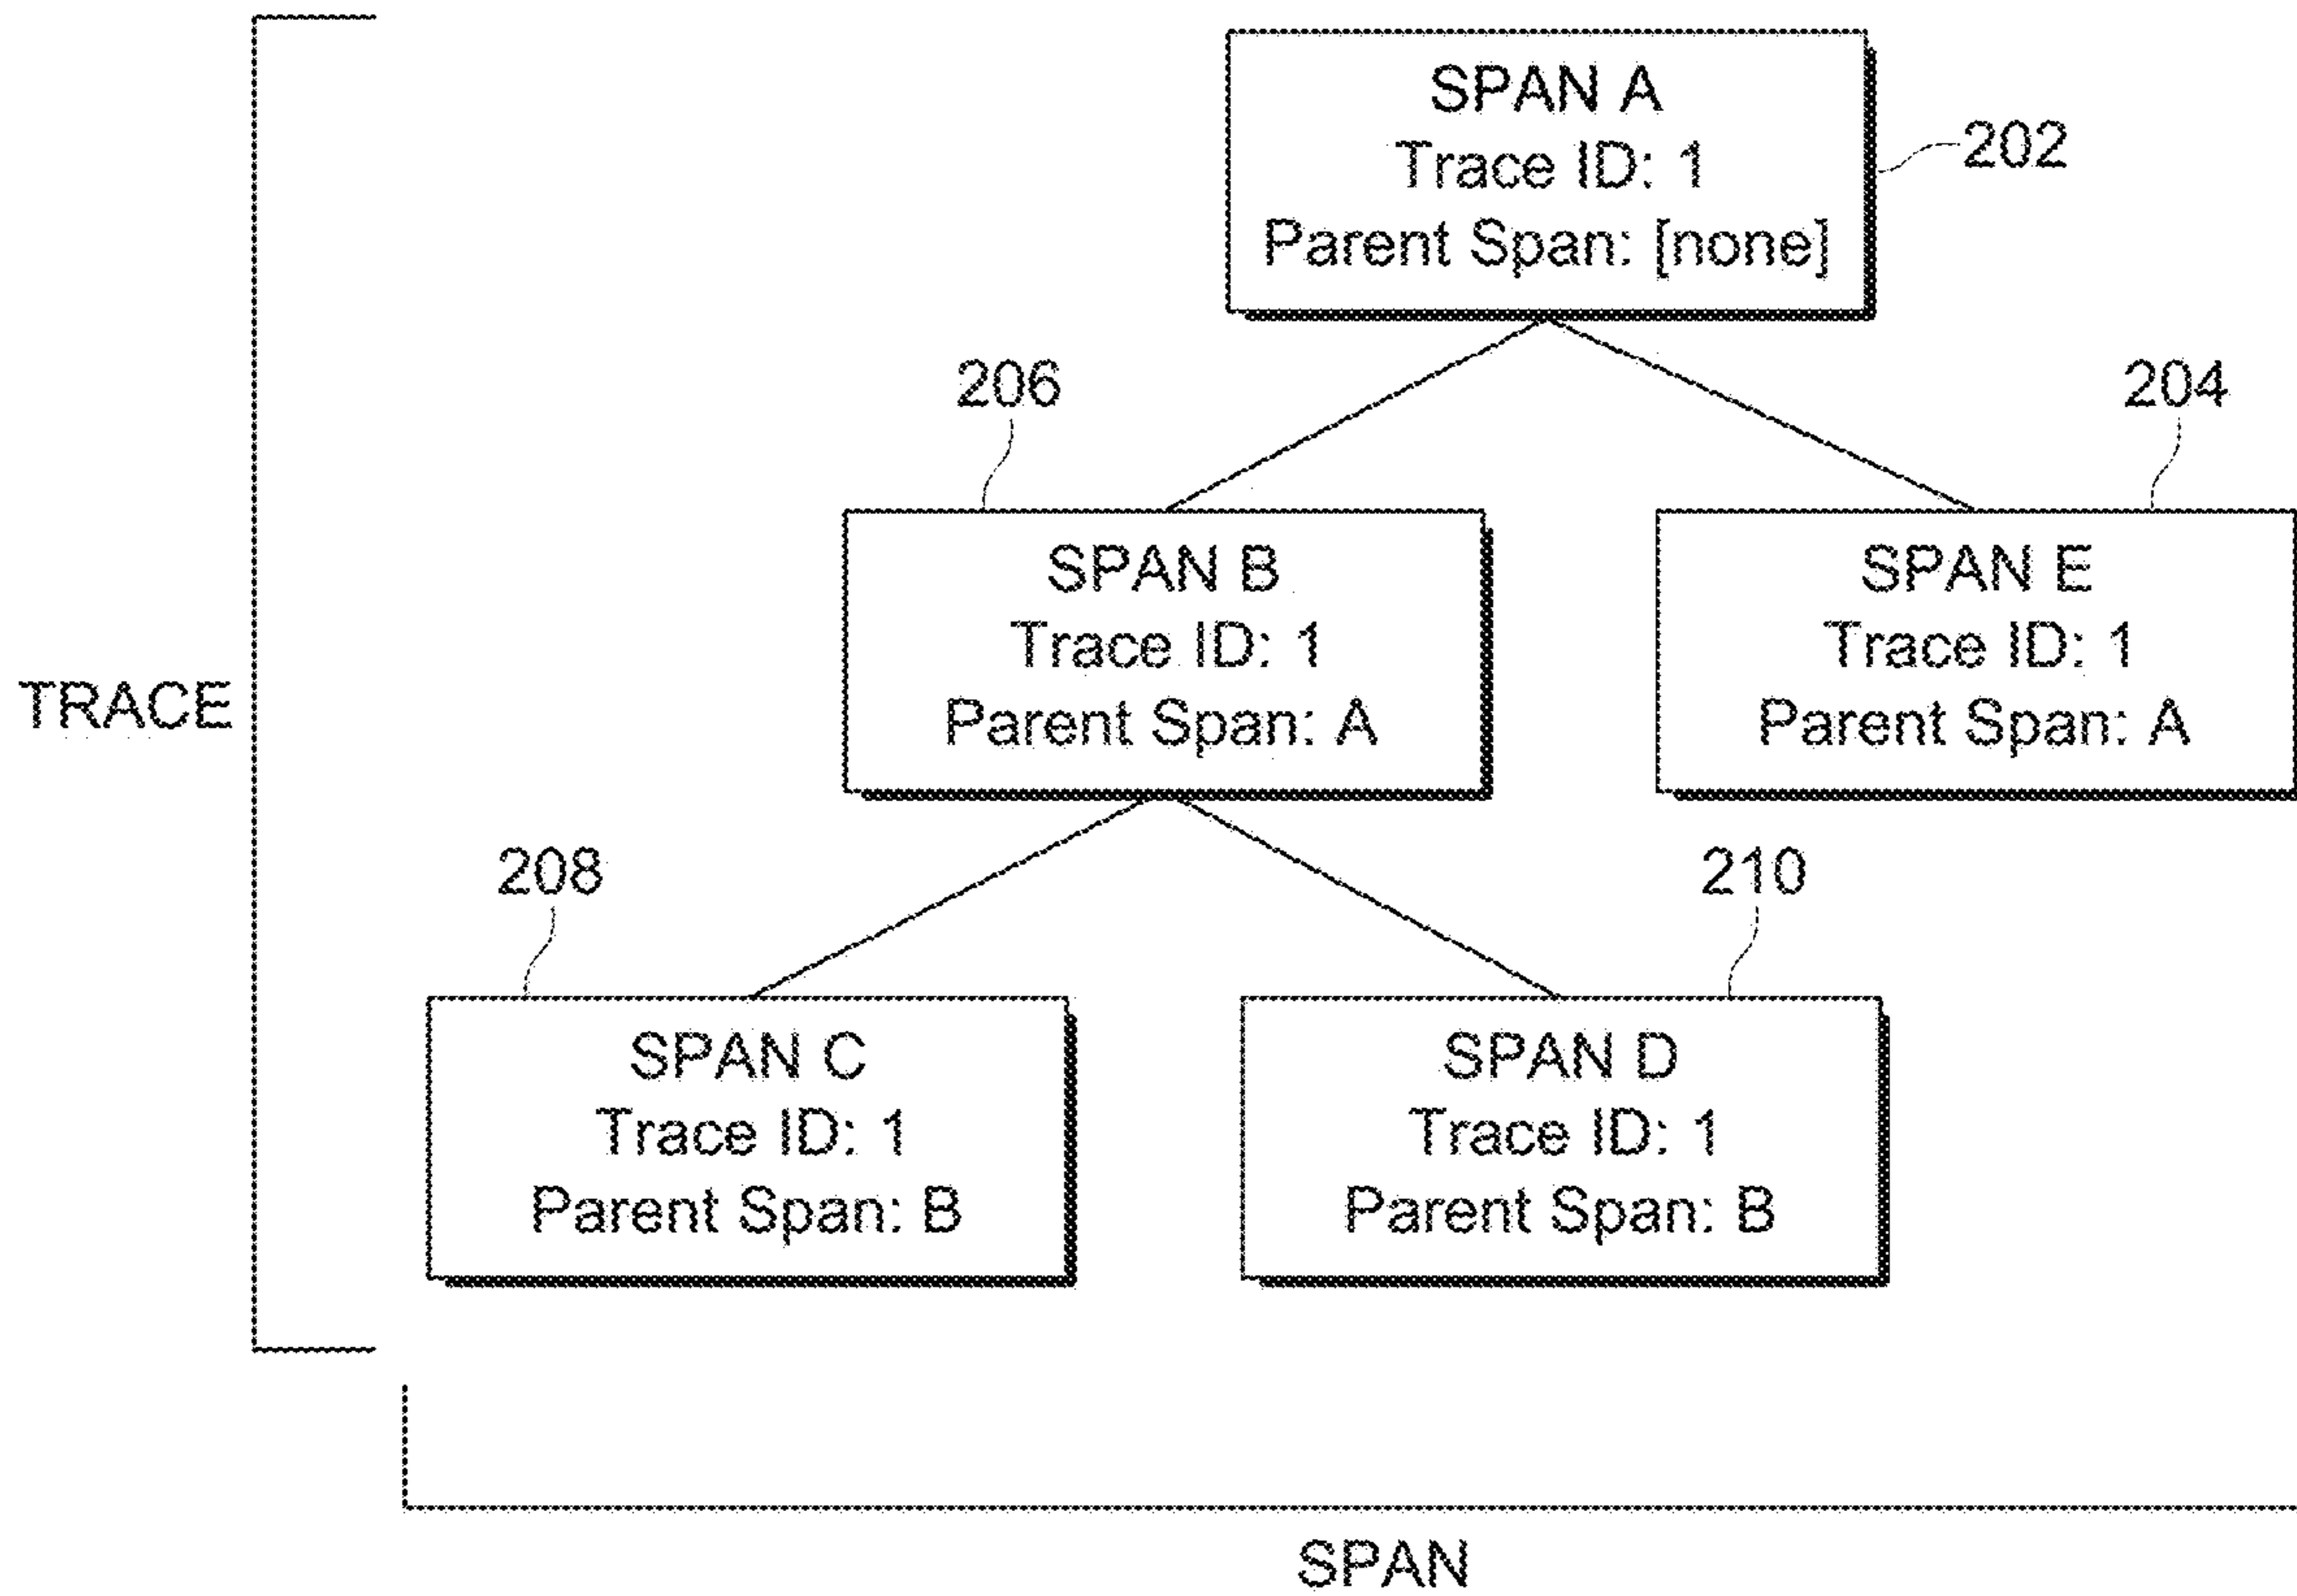 SPAN A
Trace ID: 1
Parent Span: [none]
202
206
204
SPAN B
Trace ID: 1
Parent Span: A
SPAN E
Trace ID: 1
Parent Span: A
TRACE
208
210
SPAN C
Trace ID: 1
Parent Span: B
SPAN D
Trace ID: 1
Parent Span: B
SPAN